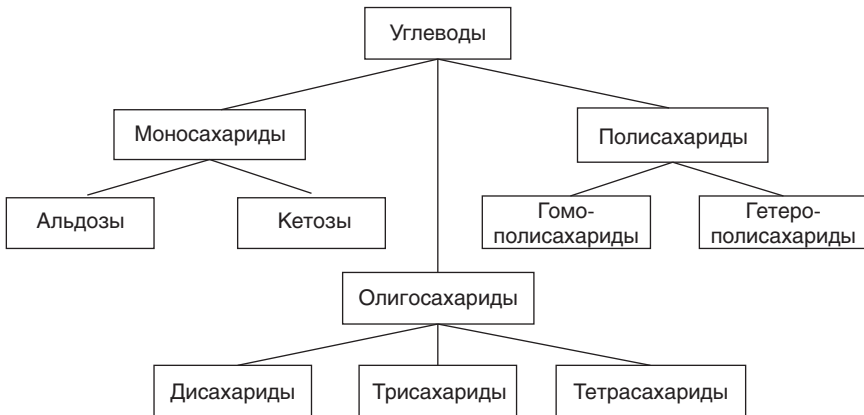 Углеводы
Моносахариды
Полисахариды
Альдозы
Кетозы
Гомо-
полисахариды
Гетеро-
полисахариды
Олигосахариды
Дисахариды
Трисахариды
Тетрасахариды